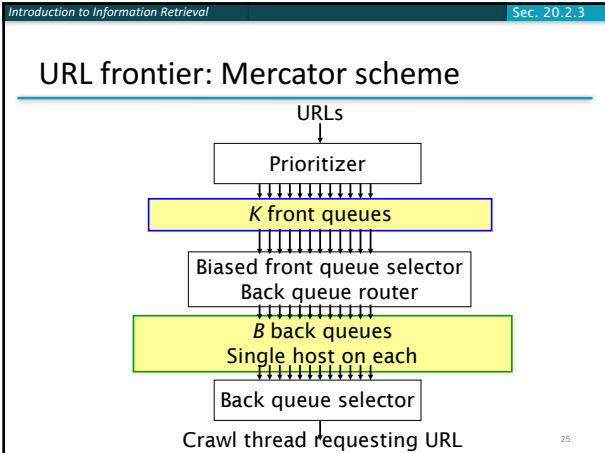 Introduction to Information Retrieval
Sec. 20.2.3
URL frontier: Mercator scheme
URLs
Prioritizer
K front queues
Biased front queue selector
Back queue router
B back queues
Single host on each
Back queue selector
Crawl thread requesting URL
25